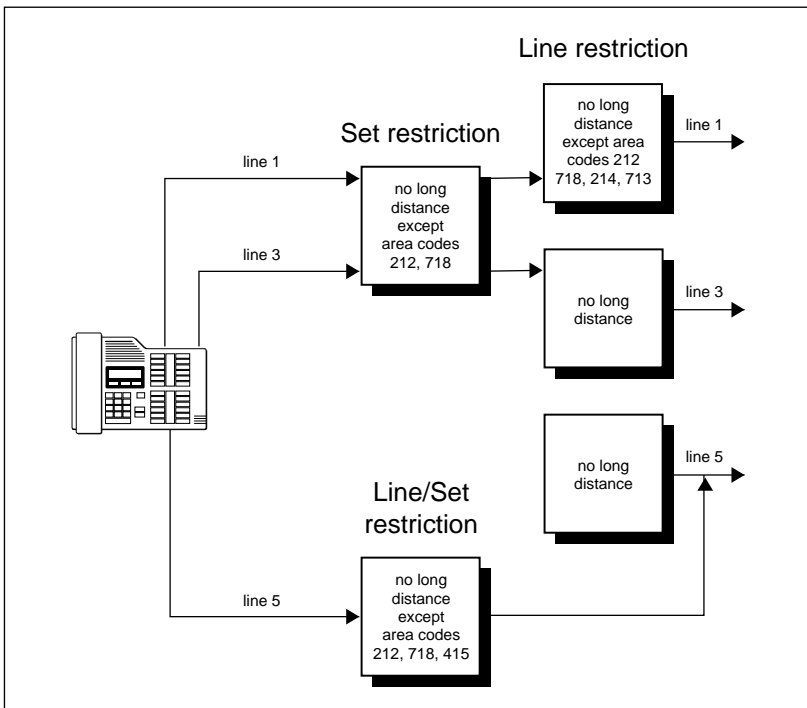 Line restriction
no long
distance
except area
codes 212
718, 214, 713
line 1
Set restriction
line 1
no long
distance
except
area codes
212, 718
line 3
no long
distance
line 3
no long
distance
line 5
Line/Set
restriction
no long
distance
except
area codes
212, 718, 415
line 5